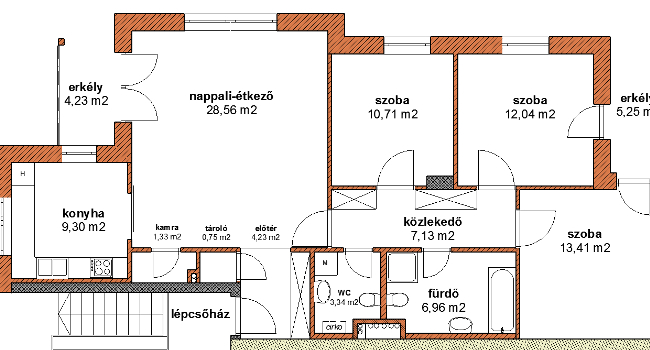 erkély
4,23 m2
nappali-étkező
28,56 m2
szoba
10,71 m2
szoba
12,04 m2
erkély
5,25 m
H
konyha
9,30 m2
kamra
1,33 m2
tároló
0,75 m2
előtér
4,23 m2
közlekedő
7,13 m2
szoba
13,41 m2
M
wc
3,34 m2
cirko
fürdő
6,96 m2
lépcsőház